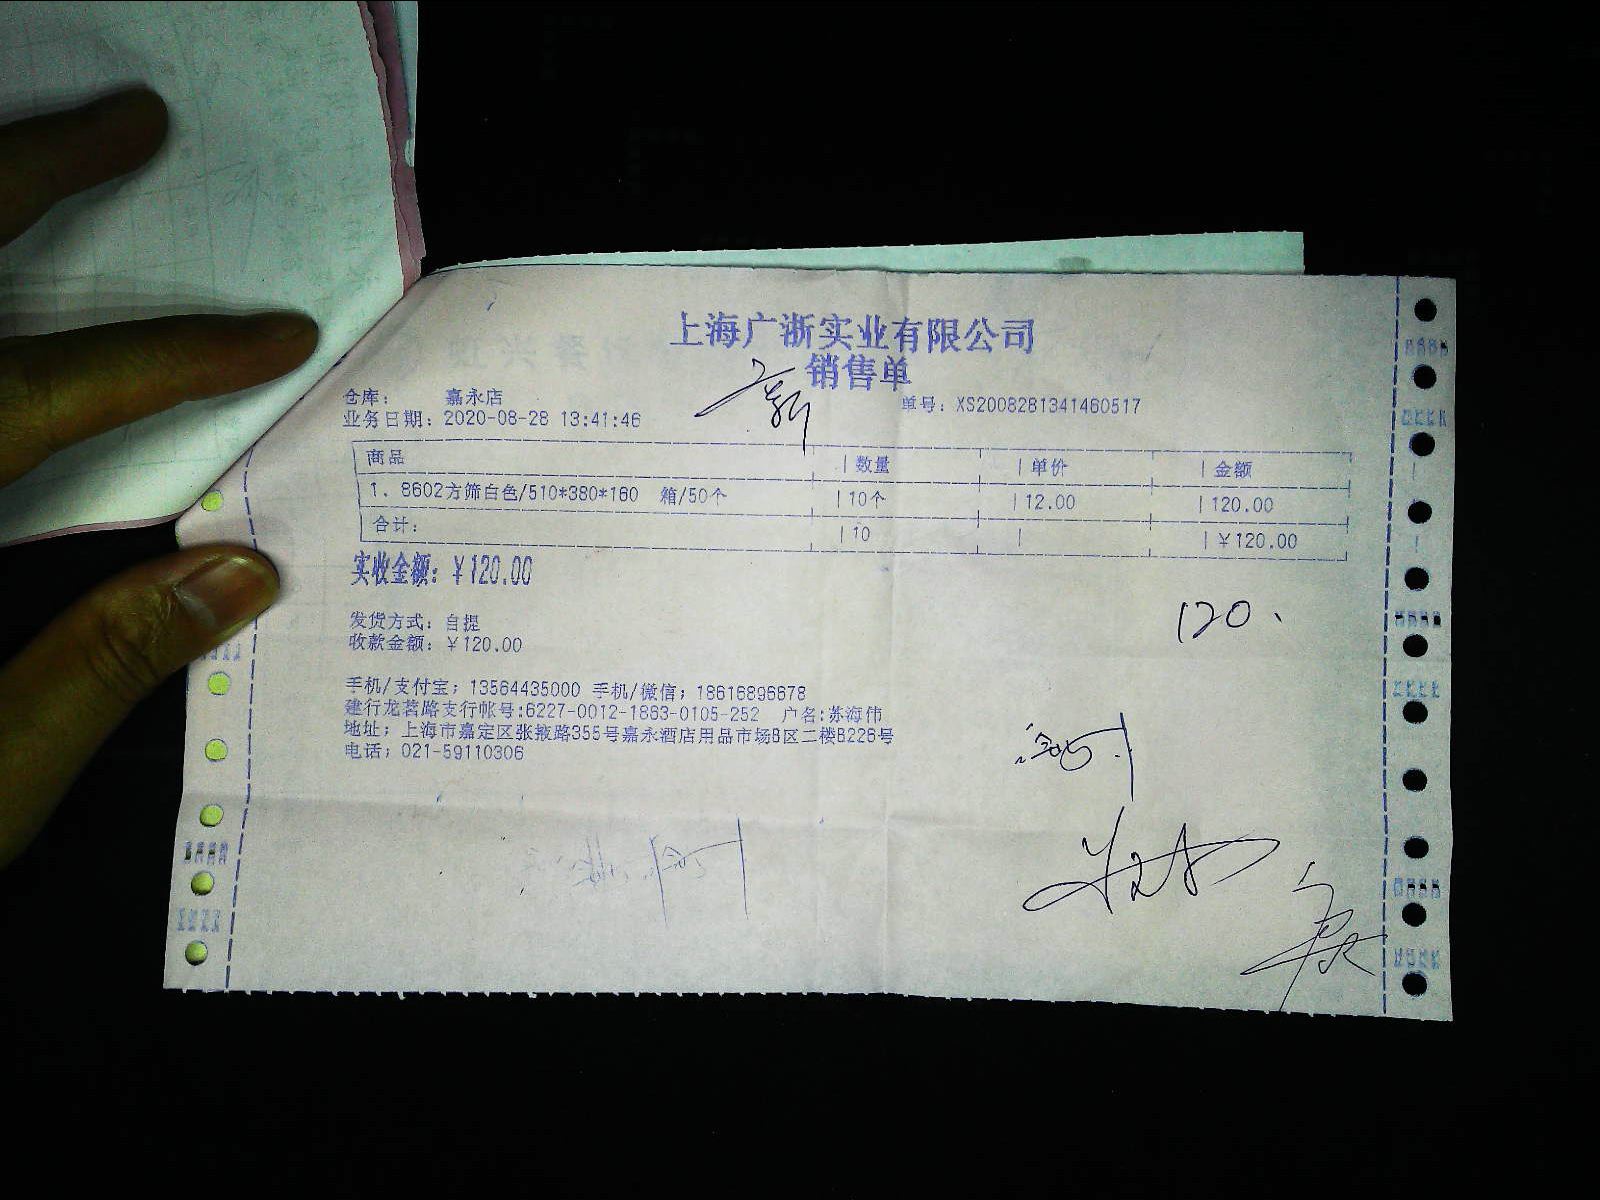 上海广浙实业有限公司
销售单
仓库: 嘉永店
单号: XS2008281341460517
业务日期: 2020-08-28 13:41:46
商品 |数量 |单价 |金额
1. 8602方筛白色/510*380*160 箱/50个 |10个 |12.00 |120.00
合计: |10 | |￥120.00
实收金额: ￥120.00
发货方式: 自提
收款金额: ￥120.00
120.
手机/支付宝; 13564435000 手机/微信; 18616896678
建行龙茗路支行帐号:6227-0012-1863-0105-252 户名:苏海伟
地址; 上海市嘉定区张掖路355号嘉永酒店用品市场B区二楼B226号
电话; 021-59110306